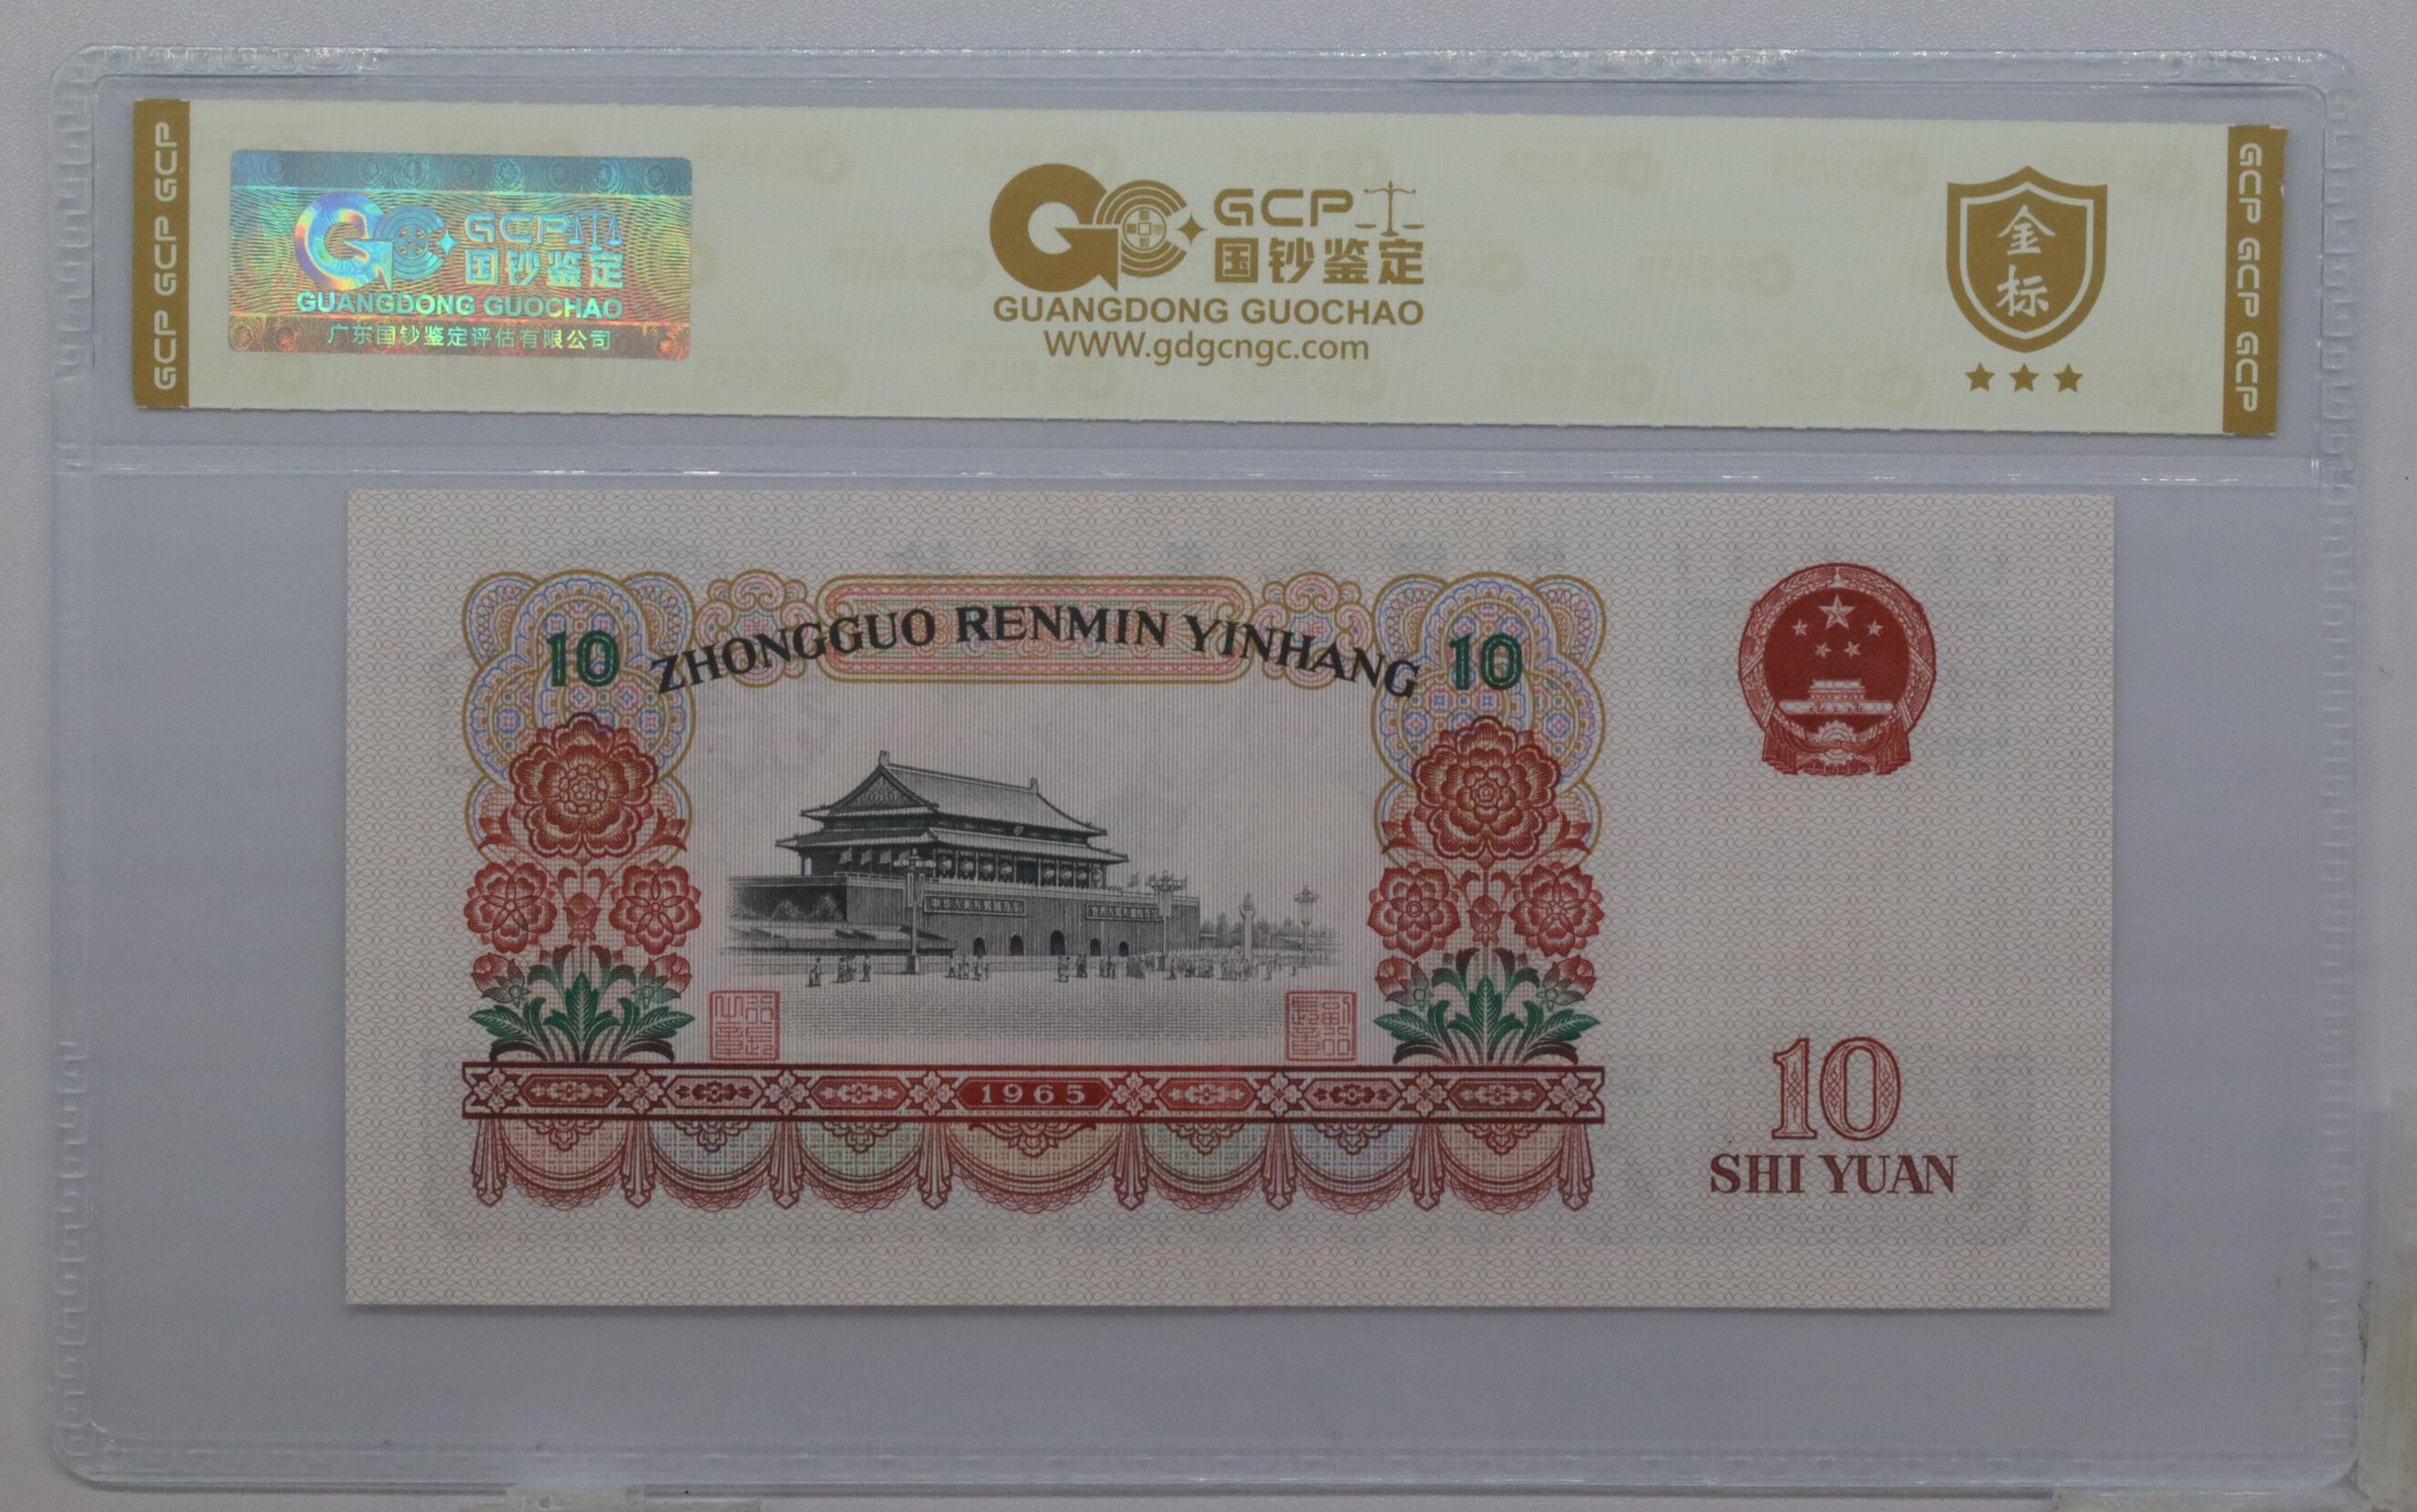 GCP GCP GCP
GCP
国钞鉴定
GUANGDONG GUOCHAO
广东国钞鉴定评估有限公司
GCP
国钞鉴定
GUANGDONG GUOCHAO
WWW.gdgcngc.com
金
标
GCP GCP GCP
10 ZHONGGUO RENMIN YINHANG 10
1965
10
SHI YUAN